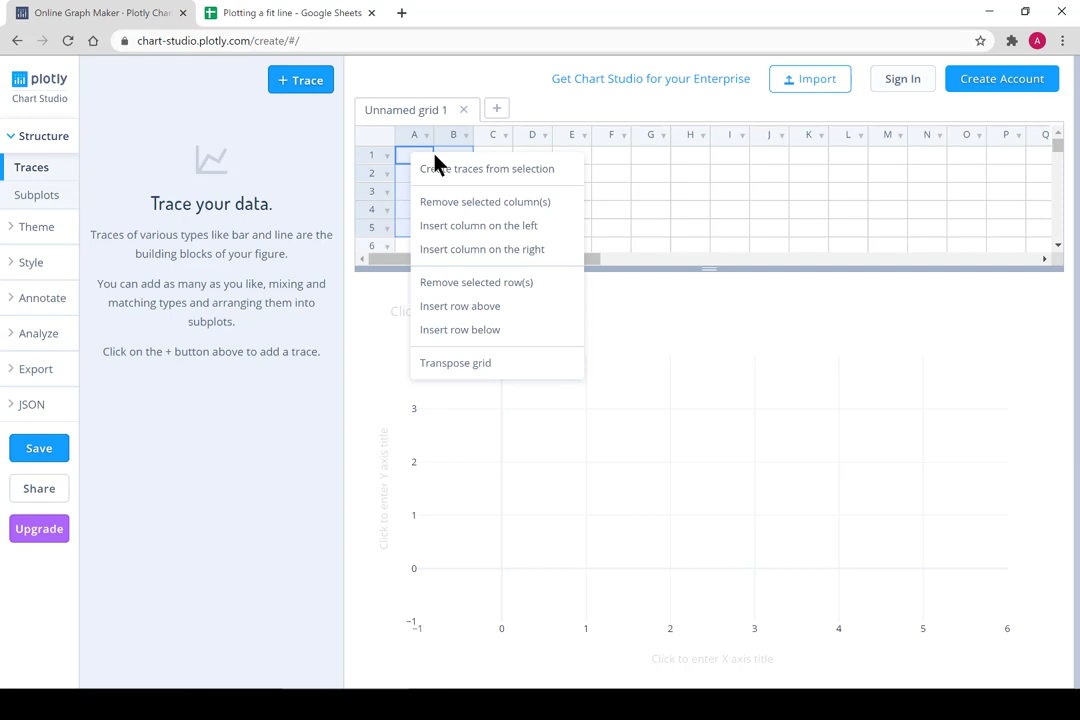 Online Graph Maker · Plotly Cha
Plotting a fit line - Google Sheets
chart-studio.plotly.com/create/#/
A
plotly
Chart Studio
Structure
Traces
Subplots
Theme
Style
Annotate
Analyze
Export
JSON
Save
Share
Upgrade
+ Trace
Trace your data.
Traces of various types like bar and line are the
building blocks of your figure.
You can add as many as you like, mixing and
matching types and arranging them into
subplots.
Click on the + button above to add a trace.
Get Chart Studio for your Enterprise
Import
Sign In
Create Account
Unnamed grid 1
A B C D E F G H I J K L M N O P Q
1
2
3
4
5
6
Create traces from selection
Remove selected column(s)
Insert column on the left
Insert column on the right
Remove selected row(s)
Insert row above
Insert row below
Transpose grid
Clic
3
2
1
0
−1
Click to enter Y axis title
−1 0 1 2 3 4 5 6
Click to enter X axis title